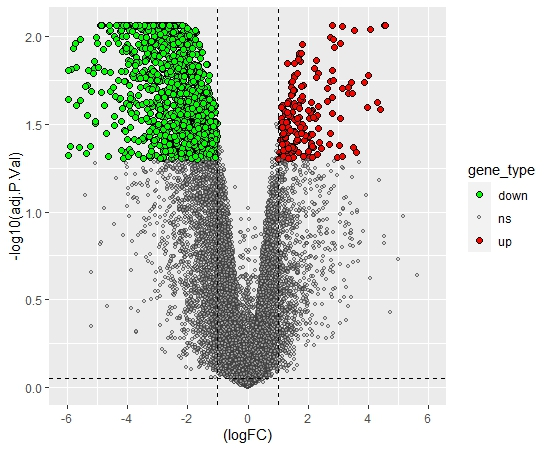 2.0
1.5
1.0
0.5
0.0
-log10(adj.P.Val)
-6 -4 -2 0 2 4 6
(logFC)
gene_type
down
ns
up